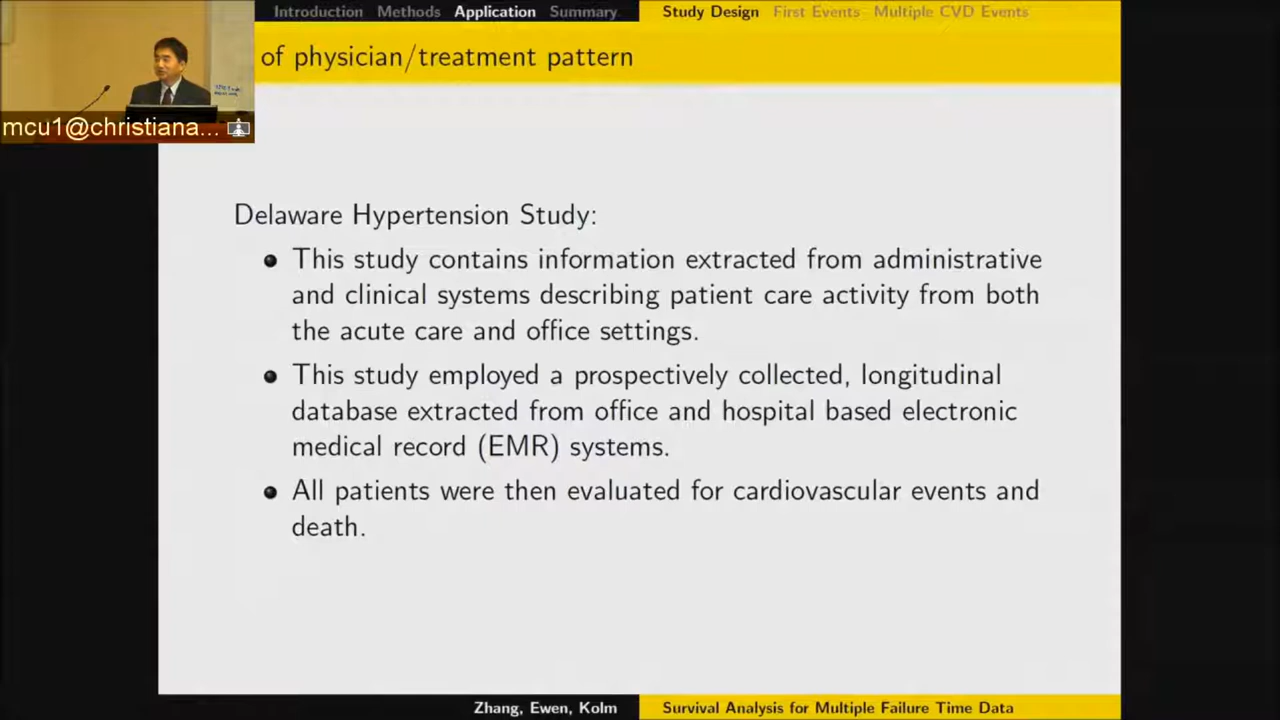 Introduction Methods Application Summary
Study Design First Events Multiple CVD Events
of physician/treatment pattern
mcu1@christiana...
Delaware Hypertension Study:
This study contains information extracted from administrative
and clinical systems describing patient care activity from both
the acute care and office settings.
This study employed a prospectively collected, longitudinal
database extracted from office and hospital based electronic
medical record (EMR) systems.
All patients were then evaluated for cardiovascular events and
death.
Zhang, Ewen, Kolm
Survival Analysis for Multiple Failure Time Data